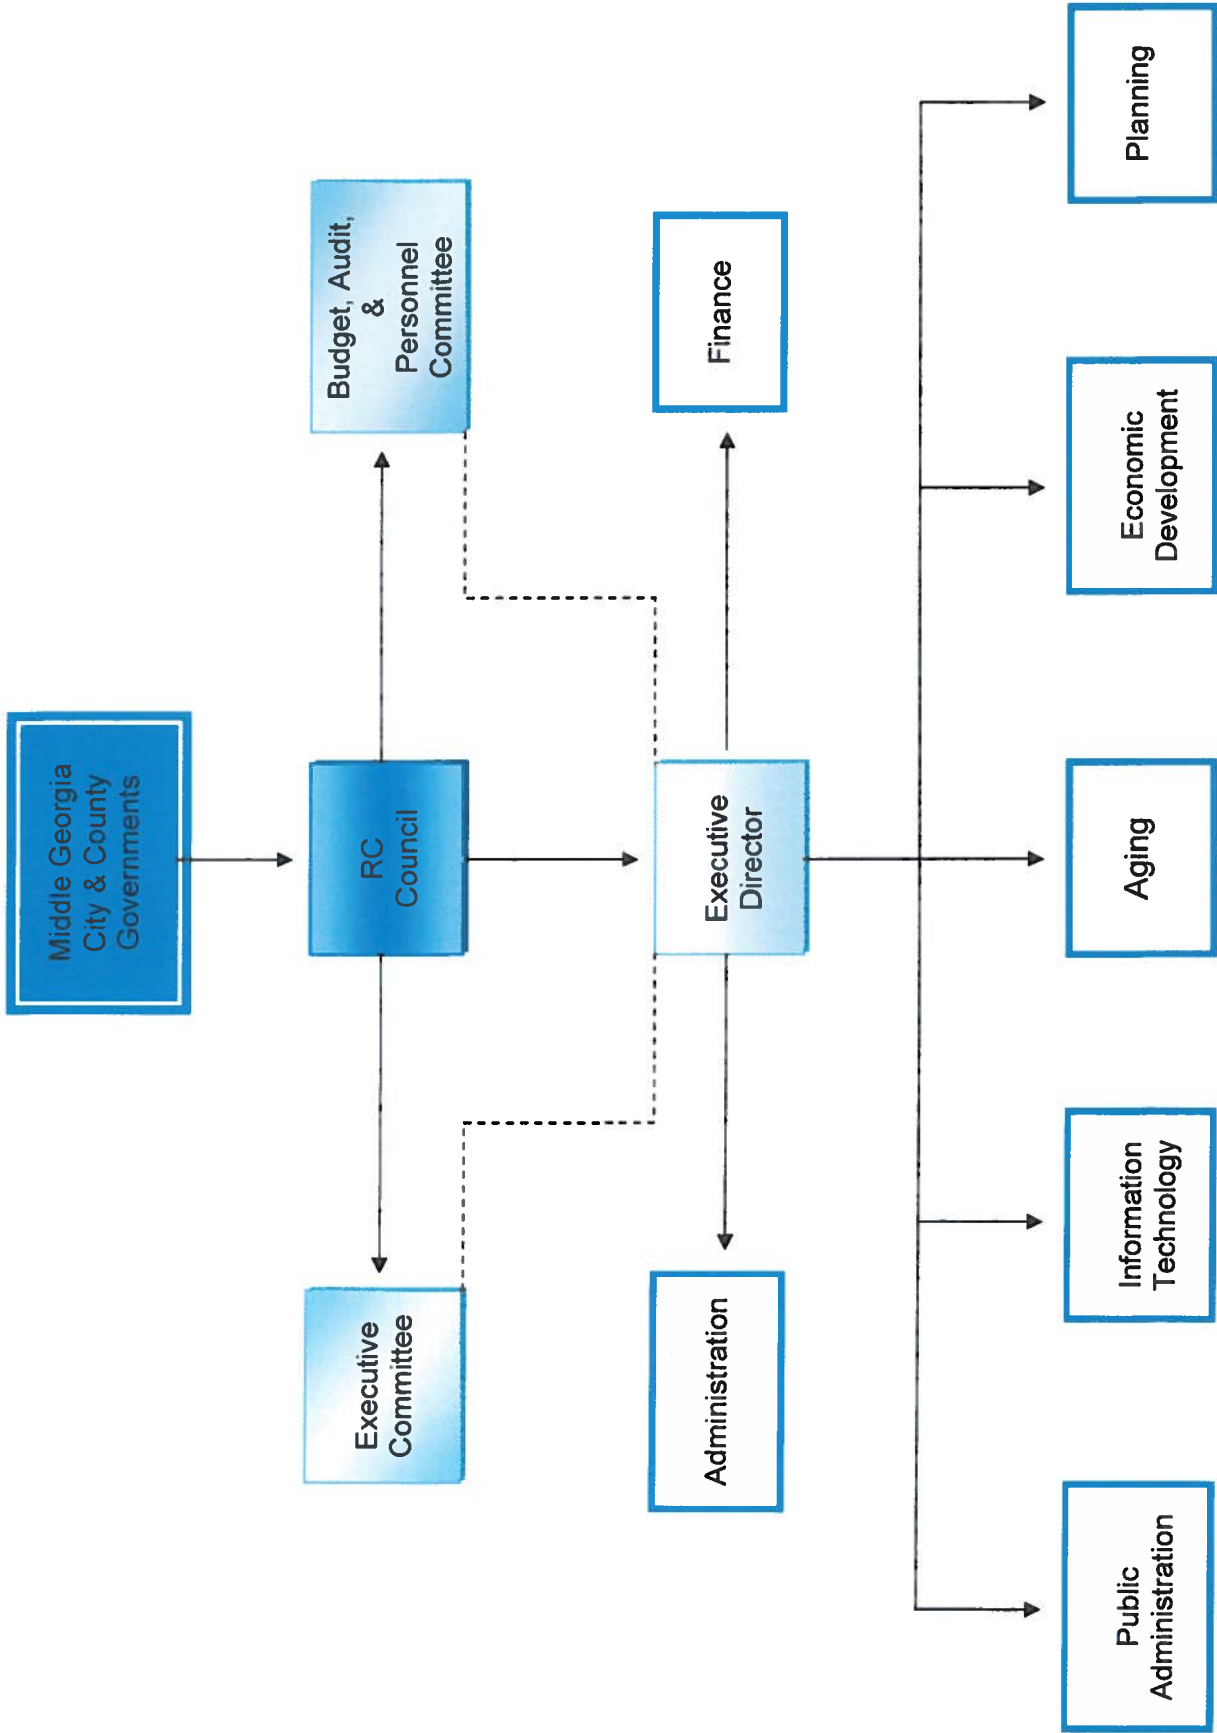 Middle Georgia
City & County
Governments
Executive
Committee
RC
Council
Budget, Audit,
&
Personnel
Committee
Administration
Executive
Director
Finance
Public
Administration
Information
Technology
Aging
Economic
Development
Planning